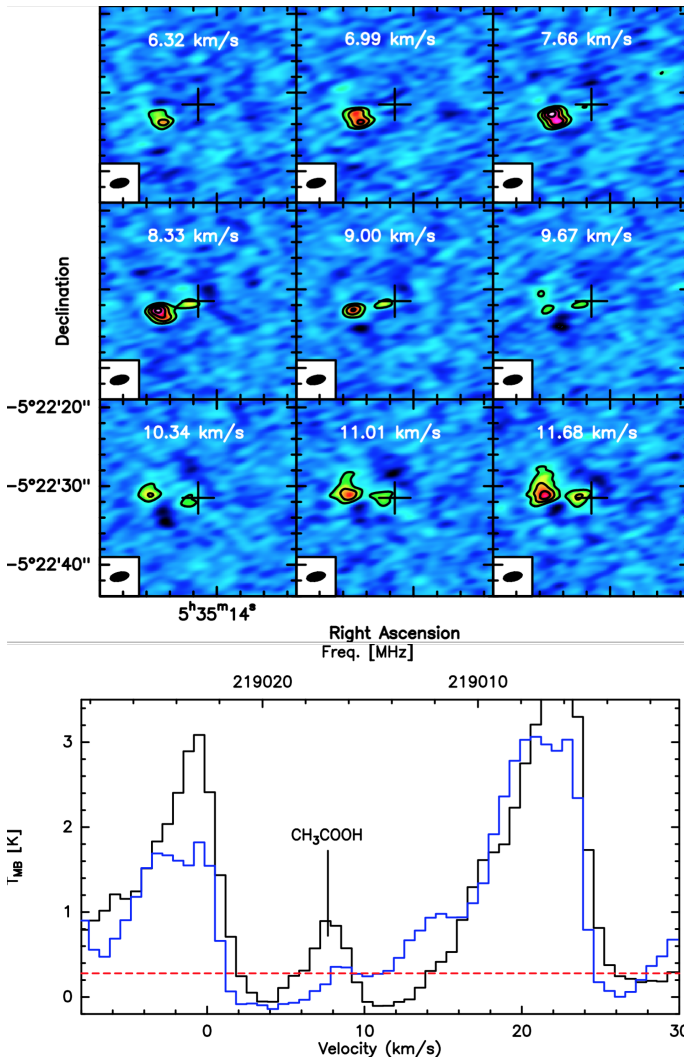 6.32 km/s
6.99 km/s
7.66 km/s
8.33 km/s
9.00 km/s
9.67 km/s
Declination
-5°22'20"
10.34 km/s
11.01 km/s
11.68 km/s
-5°22'30"
-5°22'40"
5ʰ35ᵐ14ˢ
Right Ascension
Freq. [MHz]
219020
219010
3
CH₃COOH
2
T_MB [K]
1
0
0
10
20
30
Velocity (km/s)